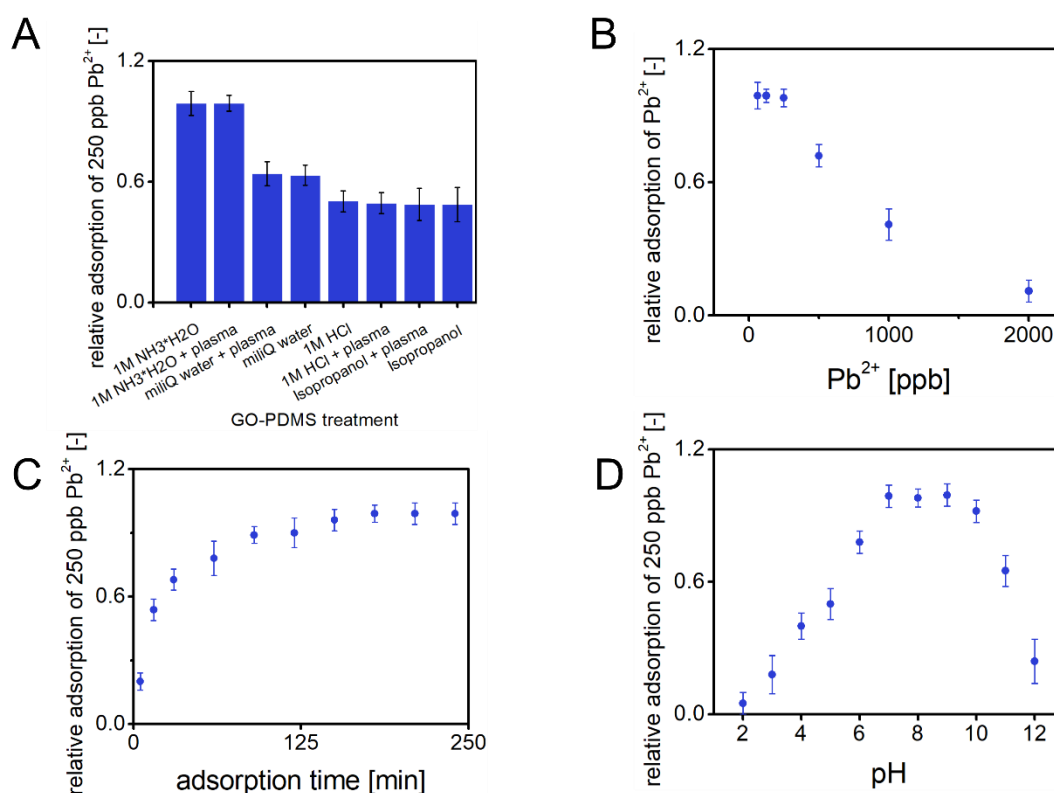 A
relative adsorption of 250 ppb Pb²⁺ [-]
1.2
0.6
0.0
1M NH3*H2O
1M NH3*H2O + plasma
miliQ water + plasma
miliQ water
1M HCl
1M HCl + plasma
Isopropanol + plasma
Isopropanol
GO-PDMS treatment
B
relative adsorption of Pb²⁺ [-]
1.2
0.6
0.0
0
1000
2000
Pb²⁺ [ppb]
C
relative adsorption of 250 ppb Pb²⁺ [-]
1.2
0.6
0.0
0
125
250
adsorption time [min]
D
relative adsorption of 250 ppb Pb²⁺ [-]
1.2
0.6
0.0
2
4
6
8
10
12
pH